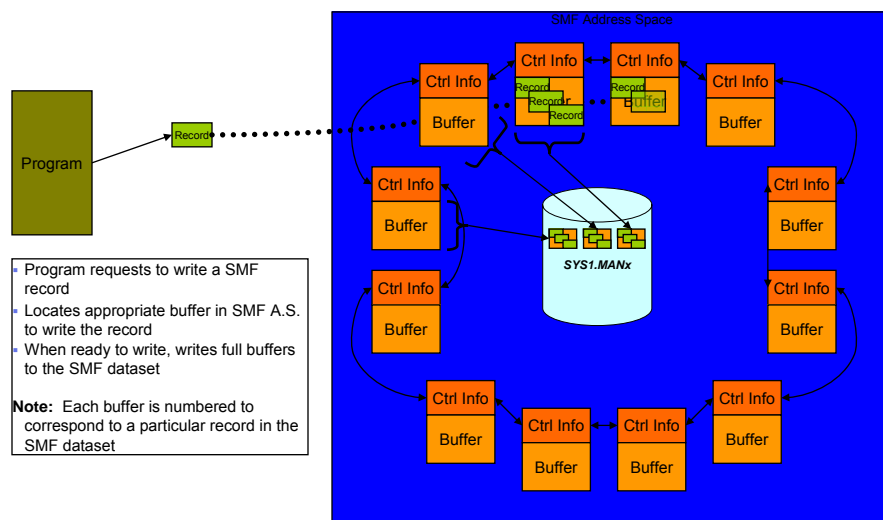 SMF Address Space
Ctrl Info
Ctrl Info
Ctrl Info
Ctrl Info
Record
Record
Record
Record
Buffer
Buffer
Buffer
Record
Program
Ctrl Info
Buffer
Ctrl Info
Buffer
SYS1.MANx
Program requests to write a SMF
record
Locates appropriate buffer in SMF A.S.
to write the record
When ready to write, writes full buffers
to the SMF dataset
Note: Each buffer is numbered to
correspond to a particular record in the
SMF dataset
Ctrl Info
Buffer
Ctrl Info
Buffer
Ctrl Info
Buffer
Ctrl Info
Buffer
Ctrl Info
Buffer
Ctrl Info
Buffer